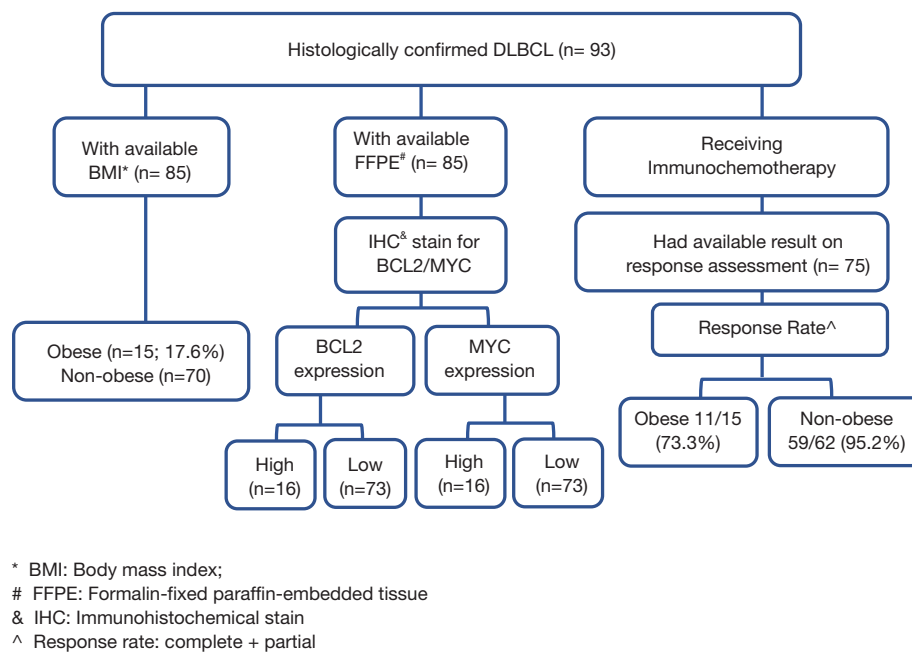 Histologically confirmed DLBCL (n= 93)
With available
BMI* (n= 85)
With available
FFPE# (n= 85)
Receiving
Immunochemotherapy
IHC& stain for
BCL2/MYC
Had available result on
response assessment (n= 75)
Obese (n=15; 17.6%)
Non-obese (n=70)
BCL2
expression
MYC
expression
Response Rate^
High
(n=16)
Low
(n=73)
High
(n=16)
Low
(n=73)
Obese 11/15
(73.3%)
Non-obese
59/62 (95.2%)
* BMI: Body mass index;
# FFPE: Formalin-fixed paraffin-embedded tissue
& IHC: Immunohistochemical stain
^ Response rate: complete + partial